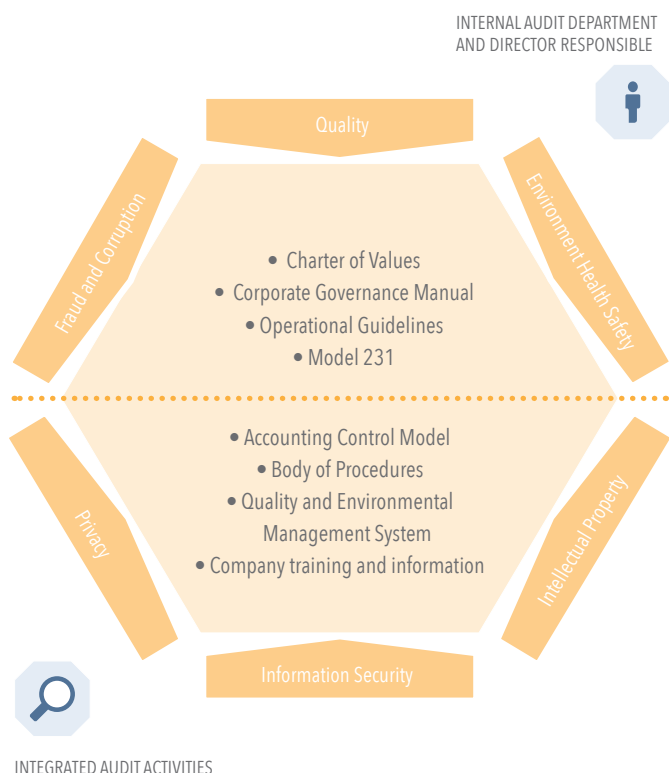 INTERNAL AUDIT DEPARTMENT
AND DIRECTOR RESPONSIBLE
Quality
Fraud and Corruption
Environment Health Safety
• Charter of Values
• Corporate Governance Manual
• Operational Guidelines
• Model 231
• Accounting Control Model
• Body of Procedures
• Quality and Environmental
Management System
• Company training and information
Privacy
Intellectual Property
Information Security
INTEGRATED AUDIT ACTIVITIES